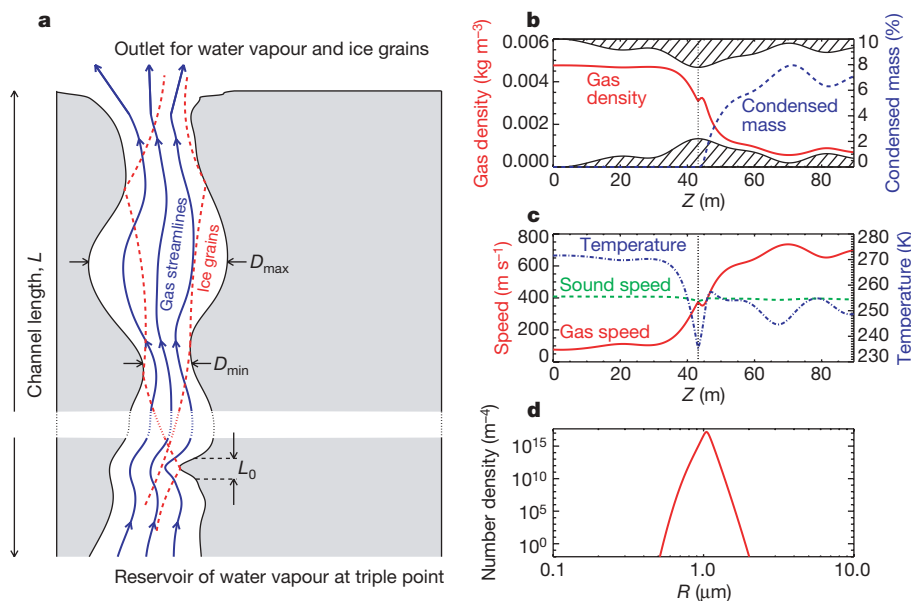 a
Outlet for water vapour and ice grains
Channel length, L
Gas streamlines
Ice grains
Dmax
Dmin
L0
Reservoir of water vapour at triple point
b
Gas density (kg m−3)
0.006
0.004
0.002
0.000
Gas density
Condensed mass
10
8
6
4
2
0
Condensed mass (%)
0 20 40 60 80
Z (m)
c
Speed (m s−1)
800
600
400
200
0
Temperature
Sound speed
Gas speed
280
270
260
250
240
230
Temperature (K)
0 20 40 60 80
Z (m)
d
Number density (m−4)
10^15
10^10
10^5
10^0
0.1 1.0 10.0
R (μm)